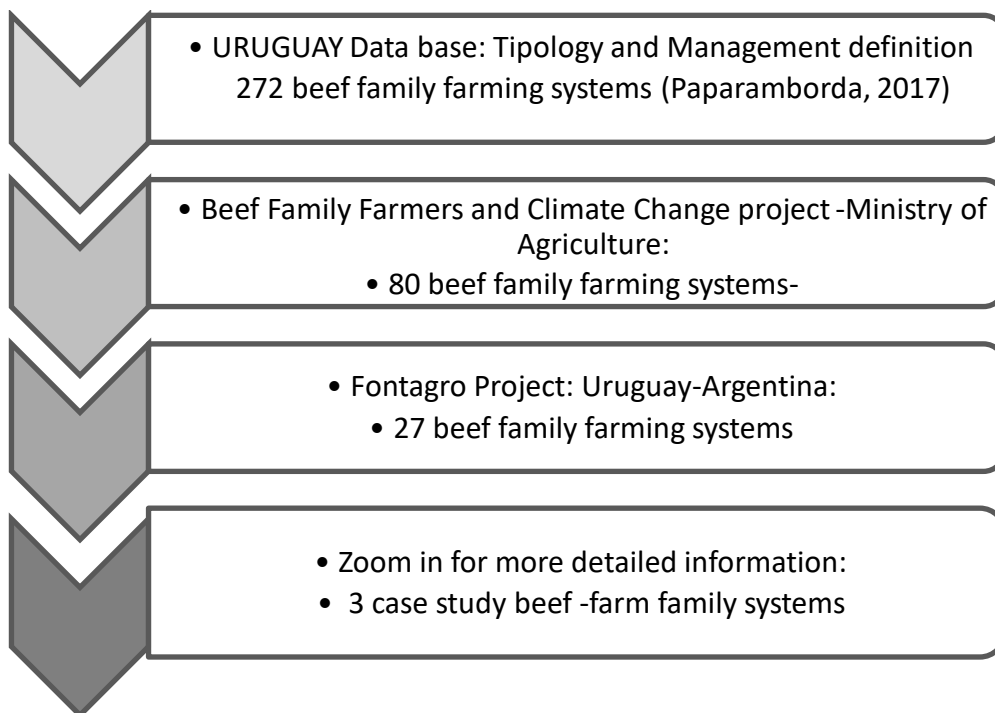 • URUGUAY Data base: Tipology and Management definition
272 beef family farming systems (Paparamborda, 2017)
• Beef Family Farmers and Climate Change project -Ministry of
Agriculture:
• 80 beef family farming systems-
• Fontagro Project: Uruguay-Argentina:
• 27 beef family farming systems
• Zoom in for more detailed information:
• 3 case study beef -farm family systems